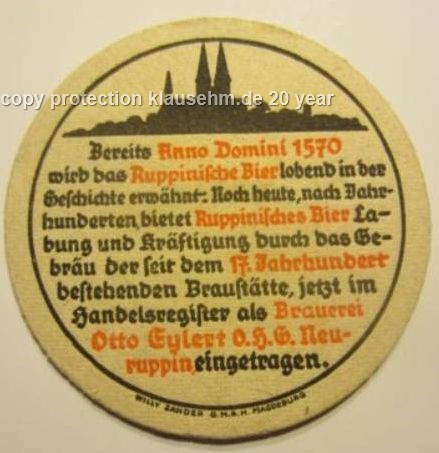 copy protection klausehm.de 20 year
Bereits Anno Domini 1570
wird das Ruppinische Bier lobend in der
Geschichte erwähnt. Noch heute, nach Jahr-
hunderten, bietet Ruppinisches Bier La-
bung und Kräftigung durch das Ge-
bräu der seit dem 17. Jahrhundert
bestehenden Braustätte, jetzt im
Handelsregister als Brauerei
Otto Eylert O.H.G. Neu-
ruppin, eingetragen.
WILLY ZANDER G.M.B.H. MAGDEBURG